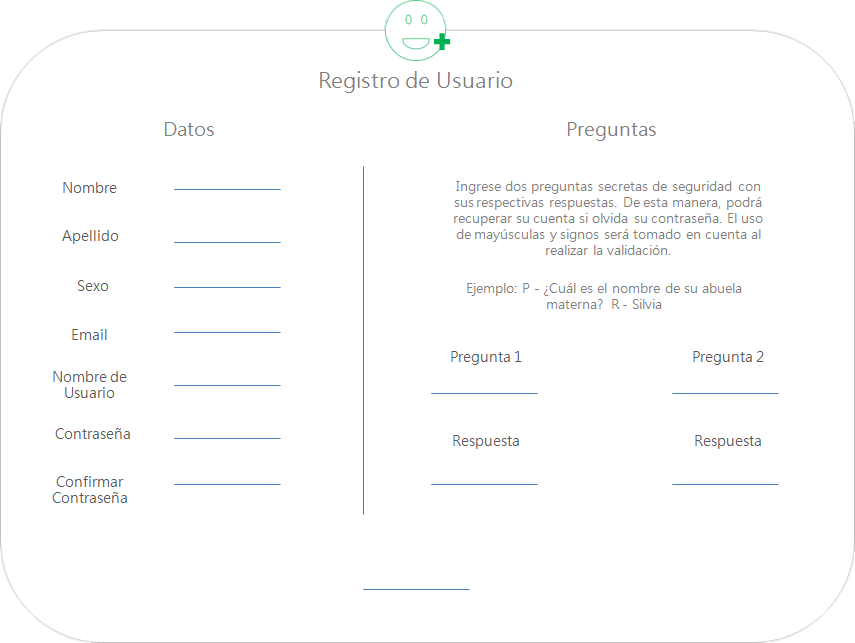 Registro de Usuario
Datos
Nombre
Apellido
Sexo
Email
Nombre de
Usuario
Contraseña
Confirmar
Contraseña
Preguntas
Ingrese dos preguntas secretas de seguridad con
sus respectivas respuestas. De esta manera, podrá
recuperar su cuenta si olvida su contraseña. El uso
de mayúsculas y signos será tomado en cuenta al
realizar la validación.
Ejemplo: P - ¿Cuál es el nombre de su abuela
materna? R - Silvia
Pregunta 1
Pregunta 2
Respuesta
Respuesta